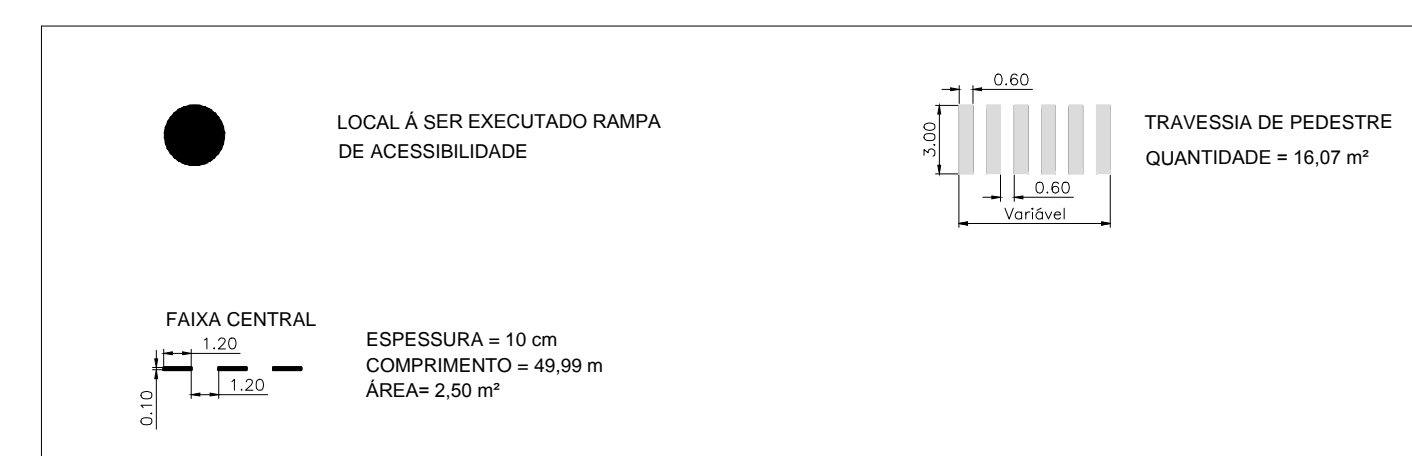 LOCAL Á SER EXECUTADO RAMPA
DE ACESSIBILIDADE
0.60
3.00
0.60
Variável
TRAVESSIA DE PEDESTRE
QUANTIDADE = 16,07 m²
FAIXA CENTRAL
1.20
1.20
0.10
ESPESSURA = 10 cm
COMPRIMENTO = 49,99 m
ÁREA= 2,50 m²